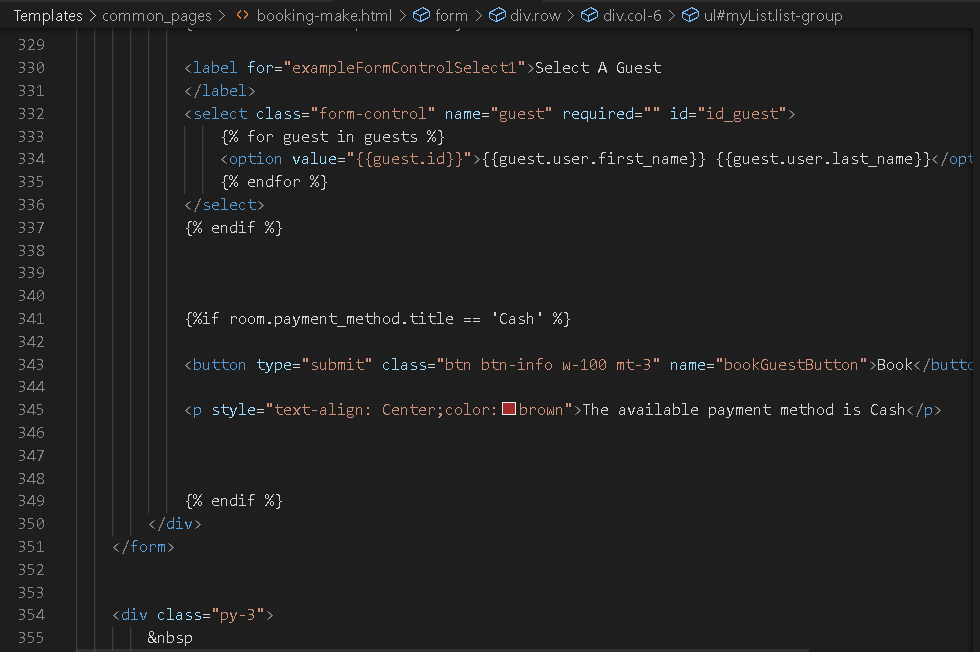 Templates > common_pages > <> booking-make.html > form > div.row > div.col-6 > ul#myList.list-group
329
330 <label for="exampleFormControlSelect1">Select A Guest
331 </label>
332 <select class="form-control" name="guest" required="" id="id_guest">
333 {% for guest in guests %}
334 <option value="{{guest.id}}">{{guest.user.first_name}} {{guest.user.last_name}}</opt
335 {% endfor %}
336 </select>
337 {% endif %}
338
339
340
341 {%if room.payment_method.title == 'Cash' %}
342
343 <button type="submit" class="btn btn-info w-100 mt-3" name="bookGuestButton">Book</butto
344
345 <p style="text-align: Center;color:brown">The available payment method is Cash</p>
346
347
348
349 {% endif %}
350 </div>
351 </form>
352
353
354 <div class="py-3">
355 &nbsp